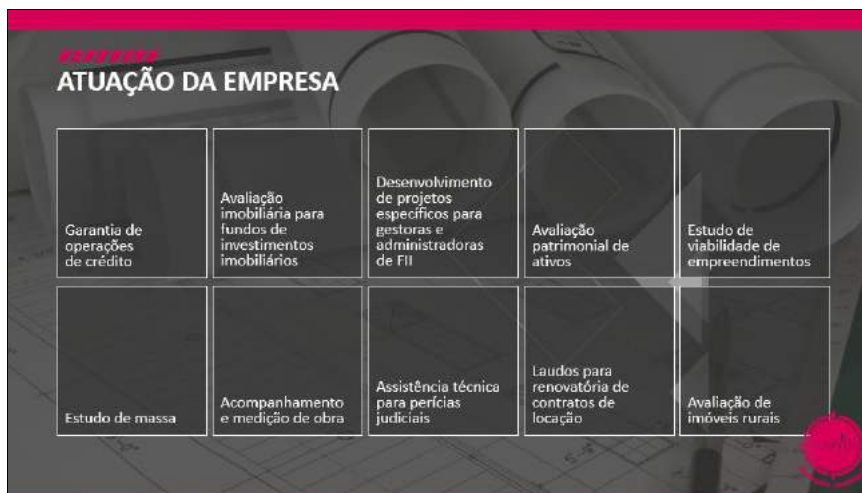 ATUAÇÃO DA EMPRESA
Garantia de
operações
de crédito
Avaliação
imobiliária para
fundos de
investimentos
imobiliários
Desenvolvimento
de projetos
específicos para
gestoras e
administradoras
de FII
Avaliação
patrimonial de
ativos
Estudo de
viabilidade de
empreendimentos
Estudo de massa
Acompanhamento
e medição de obra
Assistência técnica
para perícias
judiciais
Laudos para
renovatória de
contratos de
locação
Avaliação de
imóveis rurais